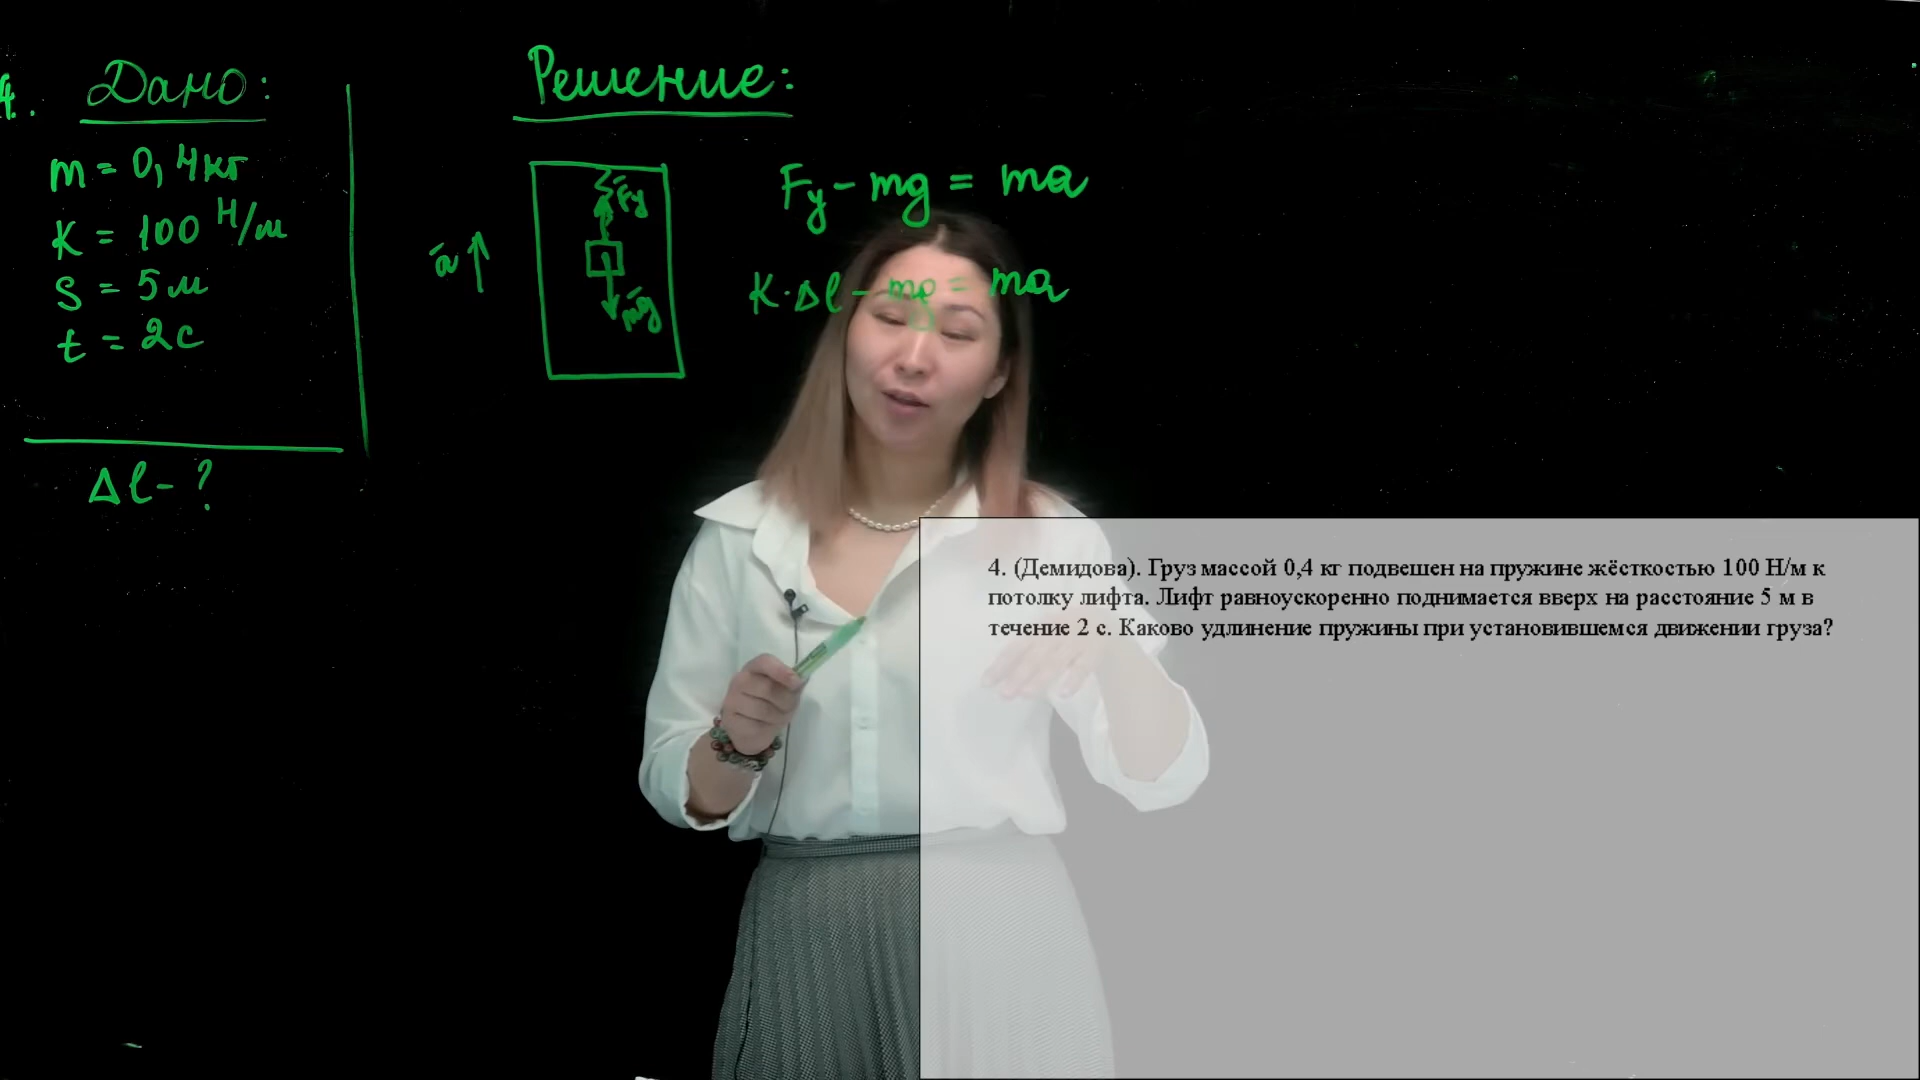 4. Дано:
m = 0,4 кг
K = 100 Н/м
S = 5 м
t = 2 с
Δl - ?
Решение:
a
Fy
mg
Fy - mg = ma
K · Δl - mg = ma
4. (Демидова). Груз массой 0,4 кг подвешен на пружине жёсткостью 100 Н/м к
потолку лифта. Лифт равноускоренно поднимается вверх на расстояние 5 м в
течение 2 с. Каково удлинение пружины при установившемся движении груза?